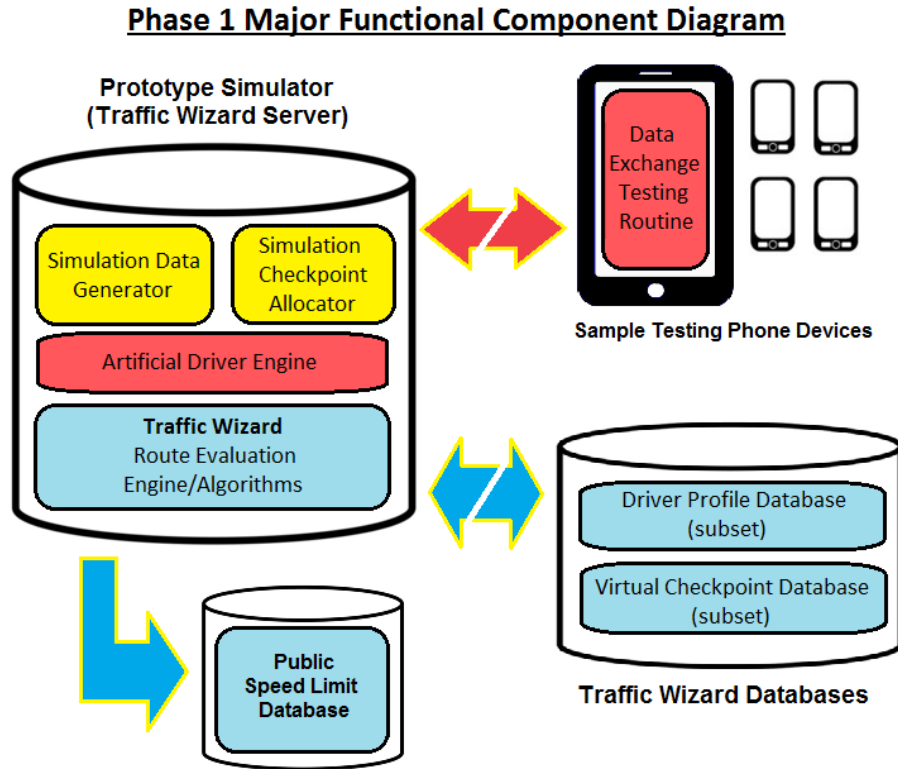 Phase 1 Major Functional Component Diagram
Prototype Simulator
(Traffic Wizard Server)
Simulation Data
Generator
Simulation
Checkpoint
Allocator
Artificial Driver Engine
Traffic Wizard
Route Evaluation
Engine/Algorithms
Data
Exchange
Testing
Routine
Sample Testing Phone Devices
Driver Profile Database
(subset)
Virtual Checkpoint Database
(subset)
Traffic Wizard Databases
Public
Speed Limit
Database